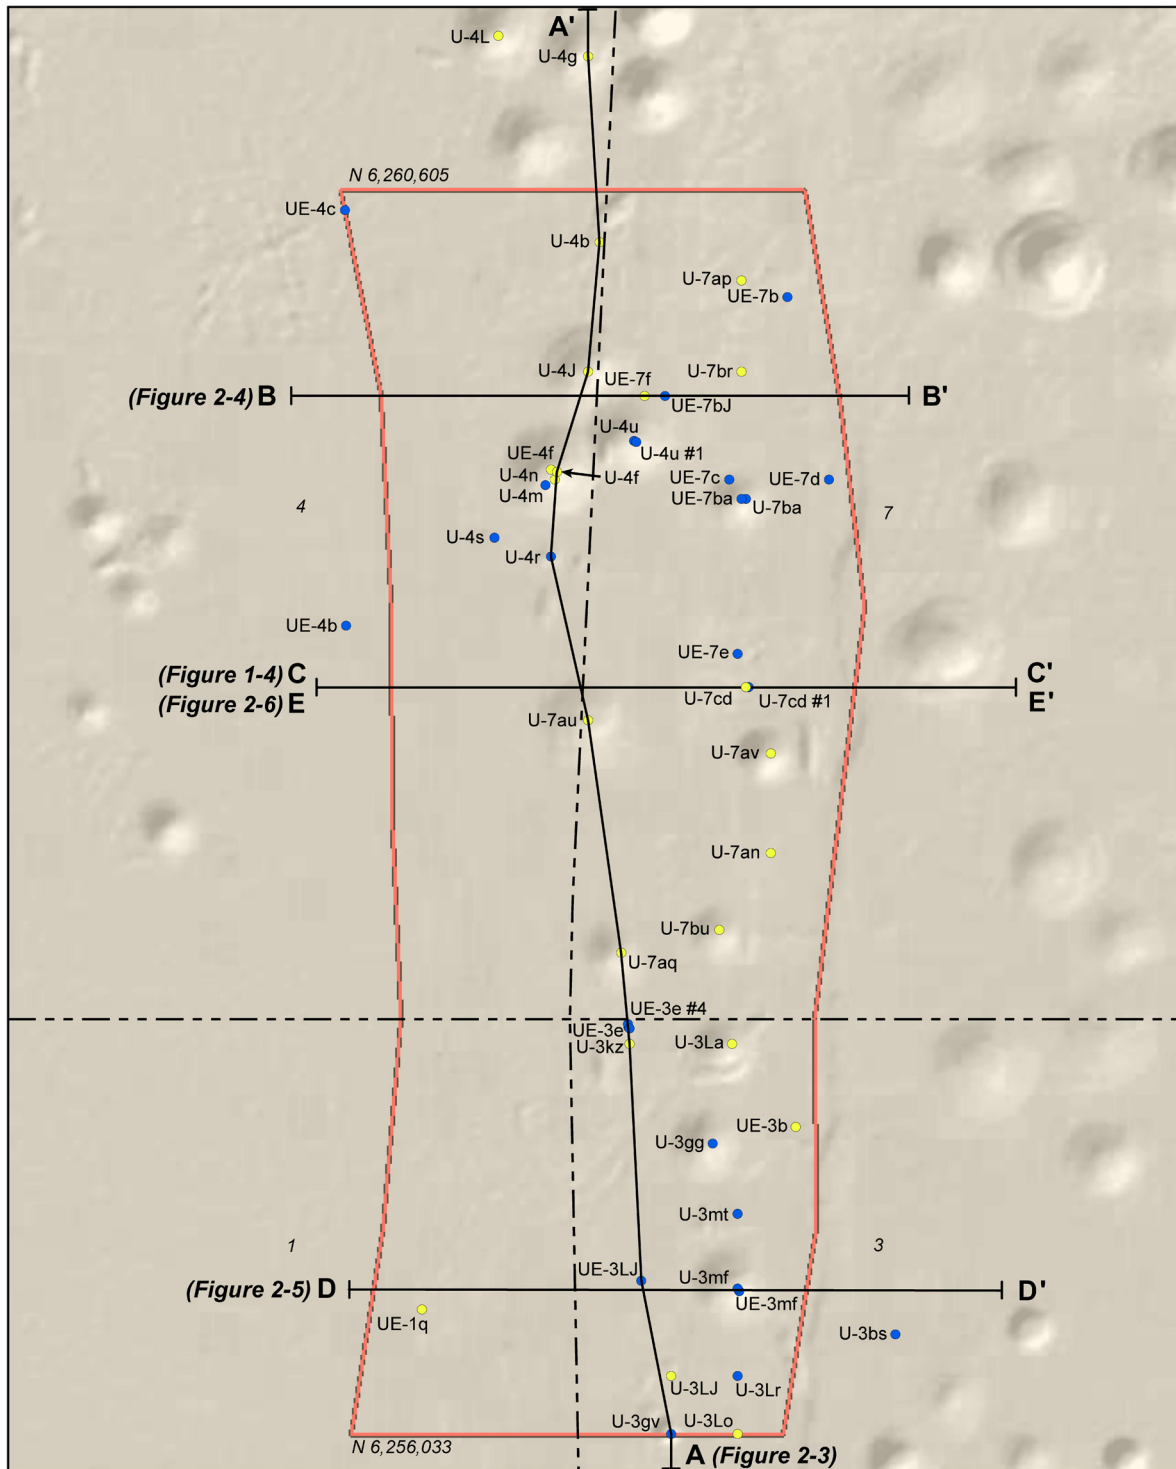 A'
U-4L
U-4g
N 6,260,605
UE-4c
U-4b
U-7ap
UE-7b
U-4J
UE-7f
U-7br
(Figure 2-4) B
B'
UE-7bJ
U-4u
U-4u #1
UE-4f
U-4n
U-4f
UE-7c
UE-7d
U-4m
UE-7ba
U-7ba
4
7
U-4s
U-4r
UE-4b
UE-7e
(Figure 1-4) C
C'
(Figure 2-6) E
E'
U-7cd
U-7cd #1
U-7au
U-7av
U-7an
U-7bu
U-7aq
UE-3e #4
UE-3e
U-3kz
U-3La
UE-3b
U-3gg
U-3mt
1
3
UE-3LJ
U-3mf
(Figure 2-5) D
D'
UE-3mf
UE-1q
U-3bs
U-3LJ
U-3Lr
U-3gv
U-3Lo
N 6,256,033
A (Figure 2-3)